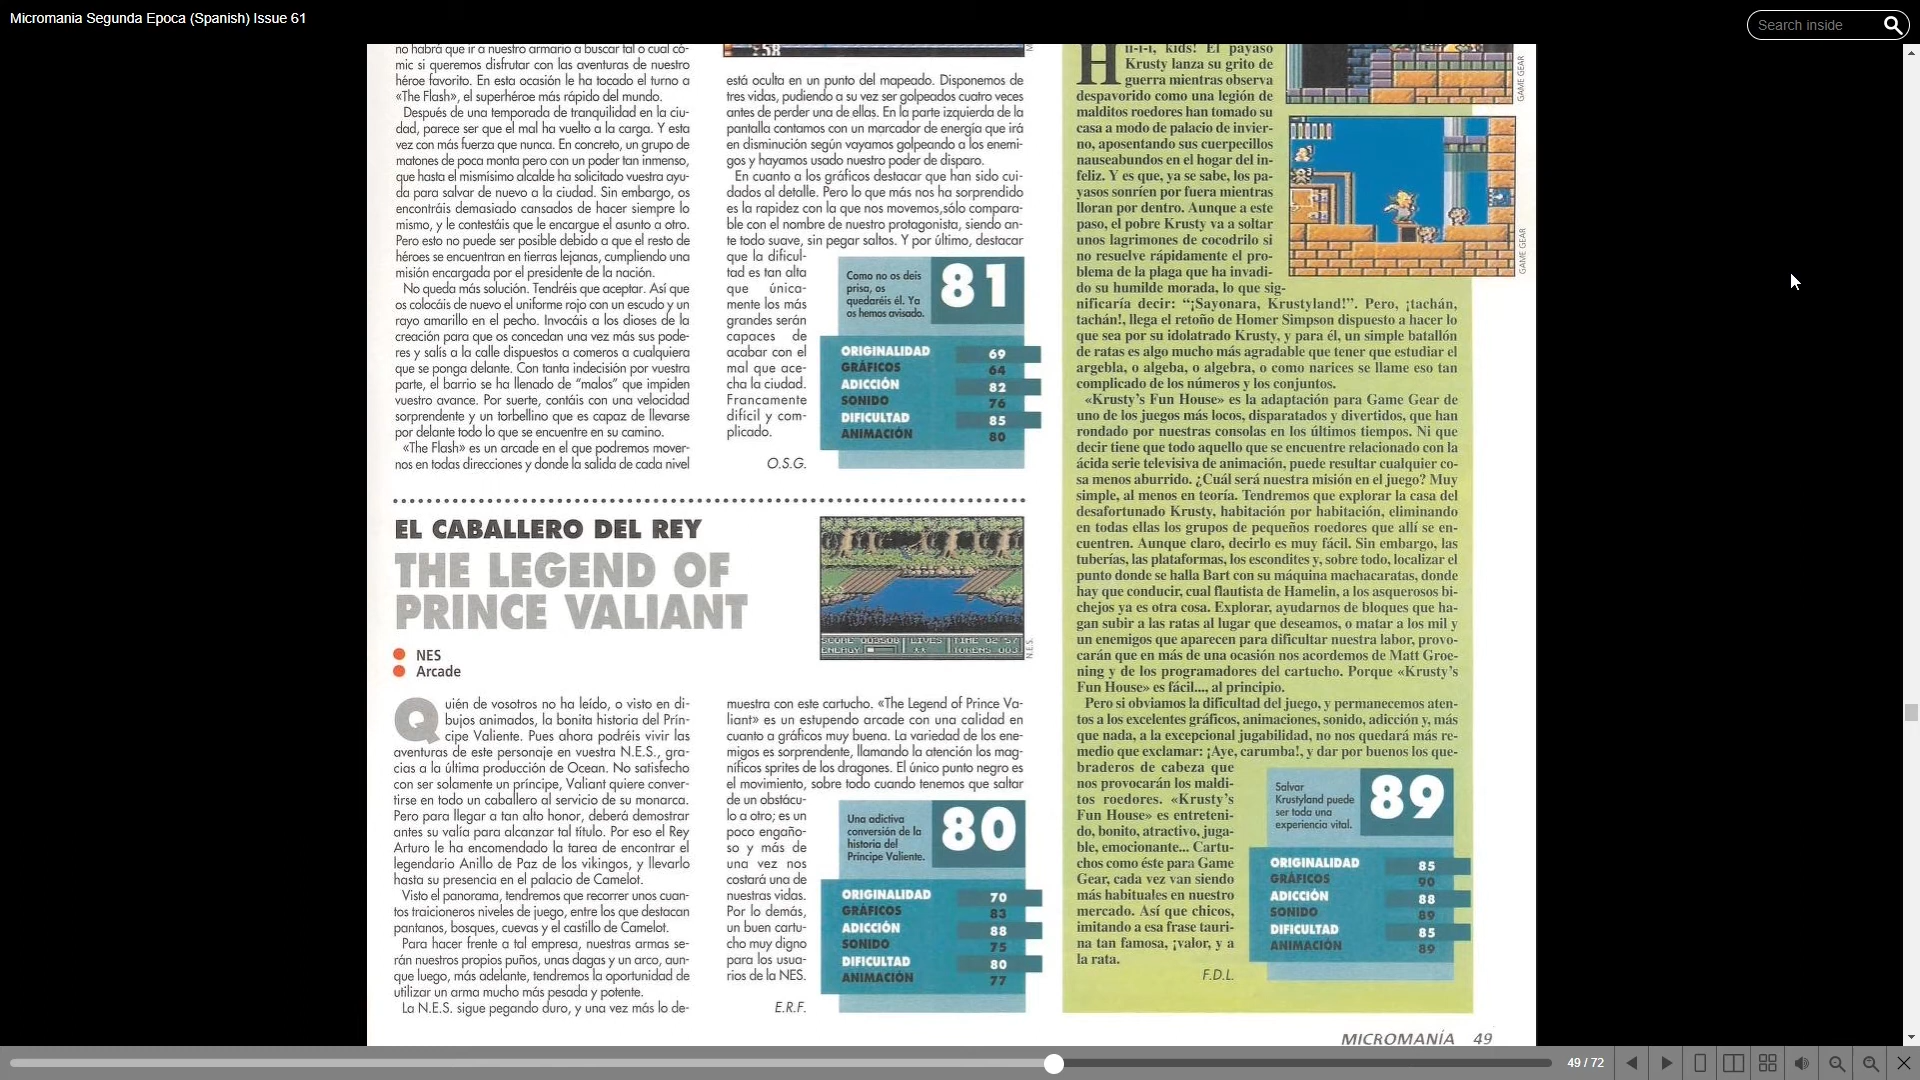 Micromania Segunda Epoca (Spanish) Issue 61
Search inside
no habrá que ir a nuestro armario a buscar tal o cual có-
mic si queremos disfrutar con las aventuras de nuestro
héroe favorito. En esta ocasión le ha tocado el turno a
«The Flash», el superhéroe más rápido del mundo.
Después de una temporada de tranquilidad en la ciu-
dad, parece ser que el mal ha vuelto a la carga. Y esta
vez con más fuerza que nunca. En concreto, un grupo de
matones de poca monta pero con un poder tan inmenso,
que hasta el mismísimo alcalde ha solicitado vuestra ayu-
da para salvar de nuevo a la ciudad. Sin embargo, os
encontráis demasiado cansados de hacer siempre lo
mismo, y le contestáis que le encargue el asunto a otro.
Pero esto no puede ser posible debido a que el resto de
héroes se encuentran en tierras lejanas, cumpliendo una
misión encargada por el presidente de la nación.
No queda más solución. Tendréis que aceptar. Así que
os colocáis de nuevo el uniforme rojo con un escudo y un
rayo amarillo en el pecho. Invocáis a los dioses de la
creación para que os concedan una vez más sus pode-
res y salís a la calle dispuestos a comeros a cualquiera
que se ponga delante. Con tanta indecisión por vuestra
parte, el barrio se ha llenado de “malos” que impiden
vuestro avance. Por suerte, contáis con una velocidad
sorprendente y un torbellino que es capaz de llevarse
por delante todo lo que se encuentre en su camino.
«The Flash» es un arcade en el que podremos mover-
nos en todas direcciones y donde la salida de cada nivel
está oculta en un punto del mapeado. Disponemos de
tres vidas, pudiendo a su vez ser golpeados cuatro veces
antes de perder una de ellas. En la parte izquierda de la
pantalla contamos con un marcador de energía que irá
en disminución según vayamos golpeando a los enemi-
gos y hayamos usado nuestro poder de disparo.
En cuanto a los gráficos destacar que han sido cui-
dados al detalle. Pero lo que más nos ha sorprendido
es la rapidez con la que nos movemos,sólo compara-
ble con el nombre de nuestro protagonista, siendo an-
te todo suave, sin pegar saltos. Y por último, destacar
que la dificul-
tad es tan alta
que única-
mente los más
grandes serán
capaces de
acabar con el
mal que ace-
cha la ciudad.
Francamente
difícil y com-
plicado.
O.S.G.
Como no os deis
prisa, os
quedaréis él. Ya
os hemos avisado.
81
ORIGINALIDAD 69
GRÁFICOS 64
ADICCIÓN 82
SONIDO 76
DIFICULTAD 85
ANIMACIÓN 80
EL CABALLERO DEL REY
THE LEGEND OF
PRINCE VALIANT
NES
Arcade
SCORE 003500 LIVES TIME 02 57
ENERGY TOKENS 003
N.E.S.
Quién de vosotros no ha leído, o visto en di-
bujos animados, la bonita historia del Prín-
cipe Valiente. Pues ahora podréis vivir las
aventuras de este personaje en vuestra N.E.S., gra-
cias a la última producción de Ocean. No satisfecho
con ser solamente un príncipe, Valiant quiere conver-
tirse en todo un caballero al servicio de su monarca.
Pero para llegar a tan alto honor, deberá demostrar
antes su valía para alcanzar tal título. Por eso el Rey
Arturo le ha encomendado la tarea de encontrar el
legendario Anillo de Paz de los vikingos, y llevarlo
hasta su presencia en el palacio de Camelot.
Visto el panorama, tendremos que recorrer unos cuan-
tos traicioneros niveles de juego, entre los que destacan
pantanos, bosques, cuevas y el castillo de Camelot.
Para hacer frente a tal empresa, nuestras armas se-
rán nuestros propios puños, unas dagas y un arco, aun-
que luego, más adelante, tendremos la oportunidad de
utilizar un arma mucho más pesada y potente.
La N.E.S. sigue pegando duro, y una vez más lo de-
muestra con este cartucho. «The Legend of Prince Va-
liant» es un estupendo arcade con una calidad en
cuanto a gráficos muy buena. La variedad de los ene-
migos es sorprendente, llamando la atención los mag-
níficos sprites de los dragones. El único punto negro es
el movimiento, sobre todo cuando tenemos que saltar
de un obstácu-
lo a otro; es un
poco engaño-
so y más de
una vez nos
costará una de
nuestras vidas.
Por lo demás,
un buen cartu-
cho muy digno
para los usua-
rios de la NES.
E.R.F.
Una adictiva
conversión de la
historia del
Príncipe Valiente.
80
ORIGINALIDAD 70
GRÁFICOS 83
ADICCIÓN 88
SONIDO 75
DIFICULTAD 80
ANIMACIÓN 77
Hii-i-i, kids! El payaso
Krusty lanza su grito de
guerra mientras observa
despavorido como una legión de
malditos roedores han tomado su
casa a modo de palacio de invier-
no, aposentando sus cuerpecillos
nauseabundos en el hogar del in-
feliz. Y es que, ya se sabe, los pa-
yasos sonríen por fuera mientras
lloran por dentro. Aunque a este
paso, el pobre Krusty va a soltar
unos lagrimones de cocodrilo si
no resuelve rápidamente el pro-
blema de la plaga que ha invadi-
do su humilde morada, lo que sig-
nificaría decir: “¡Sayonara, Krustyland!”. Pero, ¡tachán,
tachán!, llega el retoño de Homer Simpson dispuesto a hacer lo
que sea por su idolatrado Krusty, y para él, un simple batallón
de ratas es algo mucho más agradable que tener que estudiar el
argebla, o algeba, o algebra, o como narices se llame eso tan
complicado de los números y los conjuntos.
«Krusty’s Fun House» es la adaptación para Game Gear de
uno de los juegos más locos, disparatados y divertidos, que han
rondado por nuestras consolas en los últimos tiempos. Ni que
decir tiene que todo aquello que se encuentre relacionado con la
ácida serie televisiva de animación, puede resultar cualquier co-
sa menos aburrido. ¿Cuál será nuestra misión en el juego? Muy
simple, al menos en teoría. Tendremos que explorar la casa del
desafortunado Krusty, habitación por habitación, eliminando
en todas ellas los grupos de pequeños roedores que allí se en-
cuentren. Aunque claro, decirlo es muy fácil. Sin embargo, las
tuberías, las plataformas, los escondites y, sobre todo, localizar el
punto donde se halla Bart con su máquina machacaratas, donde
hay que conducir, cual flautista de Hamelin, a los asquerosos bi-
chejos ya es otra cosa. Explorar, ayudarnos de bloques que ha-
gan subir a las ratas al lugar que deseamos, o matar a los mil y
un enemigos que aparecen para dificultar nuestra labor, provo-
carán que en más de una ocasión nos acordemos de Matt Groe-
ning y de los programadores del cartucho. Porque «Krusty’s
Fun House» es fácil..., al principio.
Pero si obviamos la dificultad del juego, y permanecemos aten-
tos a los excelentes gráficos, animaciones, sonido, adicción y, más
que nada, a la excepcional jugabilidad, no nos quedará más re-
medio que exclamar: ¡Aye, carumba!, y dar por buenos los que-
braderos de cabeza que
nos provocarán los maldi-
tos roedores. «Krusty’s
Fun House» es entreteni-
do, bonito, atractivo, juga-
ble, emocionante... Cartu-
chos como éste para Game
Gear, cada vez van siendo
más habituales en nuestro
mercado. Así que chicos,
imitando a esa frase tauri-
na tan famosa, ¡valor, y a
la rata.
F.D.L.
GAME GEAR
GAME GEAR
Salvar
Krustyland puede
ser toda una
experiencia vital.
89
ORIGINALIDAD 85
GRÁFICOS 90
ADICCIÓN 88
SONIDO 89
DIFICULTAD 85
ANIMACIÓN 89
MICROMANÍA 49
49 / 72